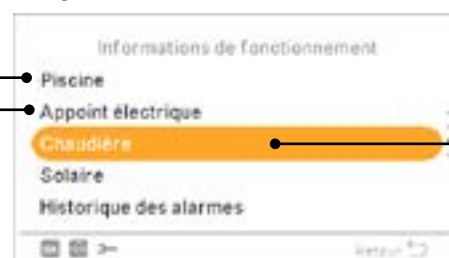 Informations de fonctionnement
Piscine
Appoint électrique
Chaudière
Solaire
Historique des alarmes
Retour